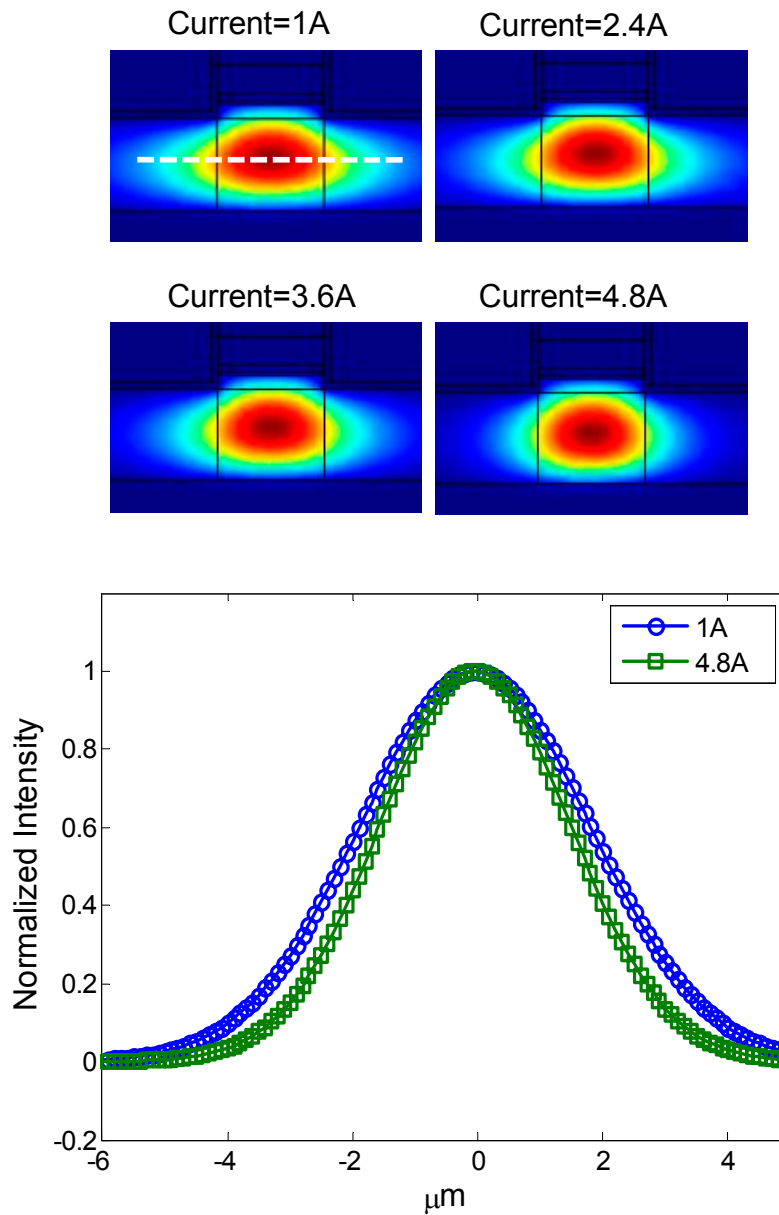 Current=1A
Current=2.4A
Current=3.6A
Current=4.8A
1A
4.8A
1
0.8
0.6
0.4
0.2
0
-0.2
Normalized Intensity
-6
-4
-2
0
2
4
μm